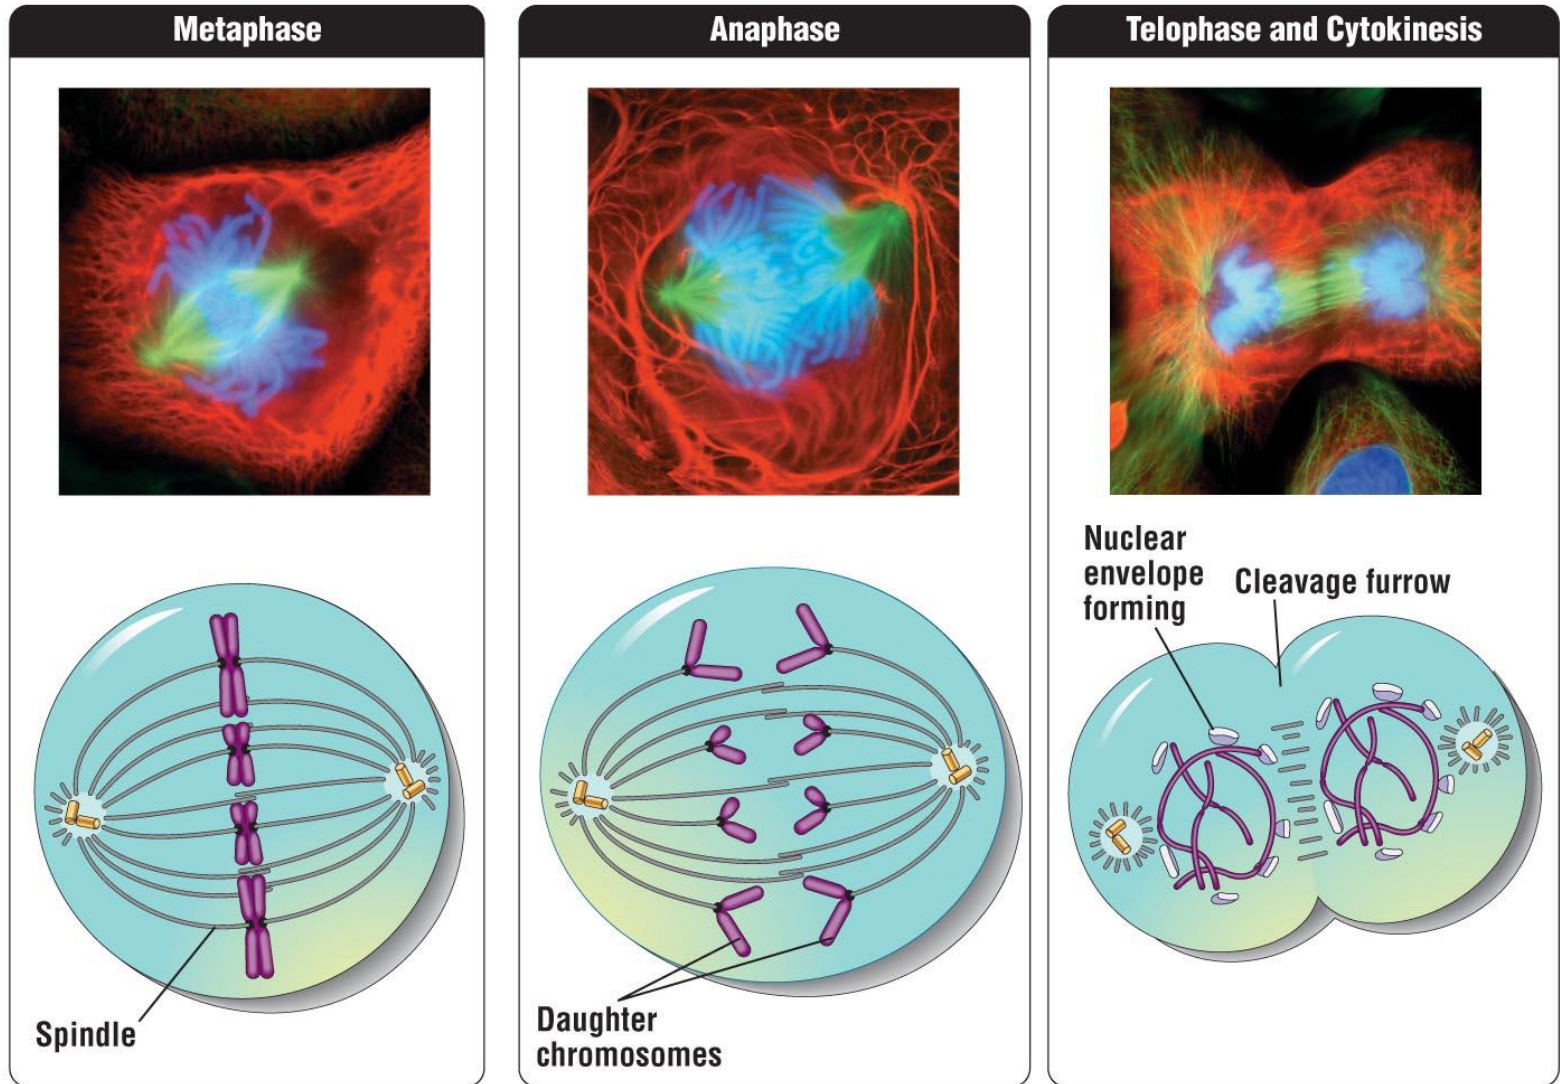 Metaphase
Anaphase
Telophase and Cytokinesis
Nuclear
envelope
forming
Cleavage furrow
Spindle
Daughter
chromosomes